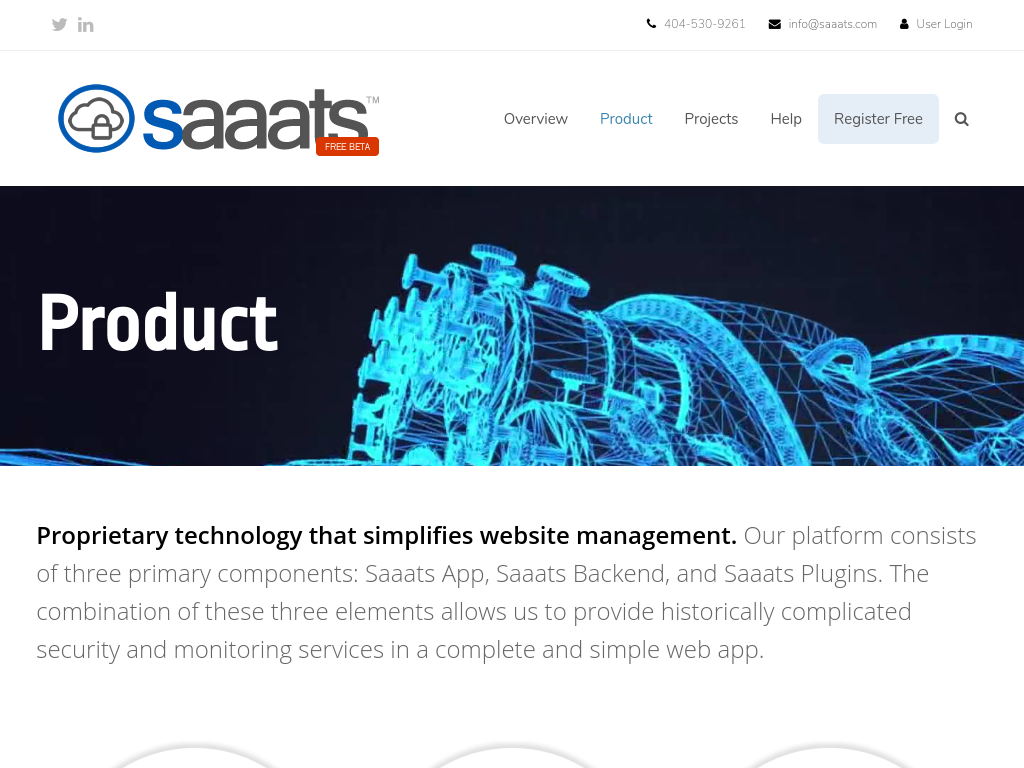 404-530-9261 info@saaats.com User Login
saaats™
FREE BETA
Overview Product Projects Help Register Free
Product
Proprietary technology that simplifies website management. Our platform consists
of three primary components: Saaats App, Saaats Backend, and Saaats Plugins. The
combination of these three elements allows us to provide historically complicated
security and monitoring services in a complete and simple web app.